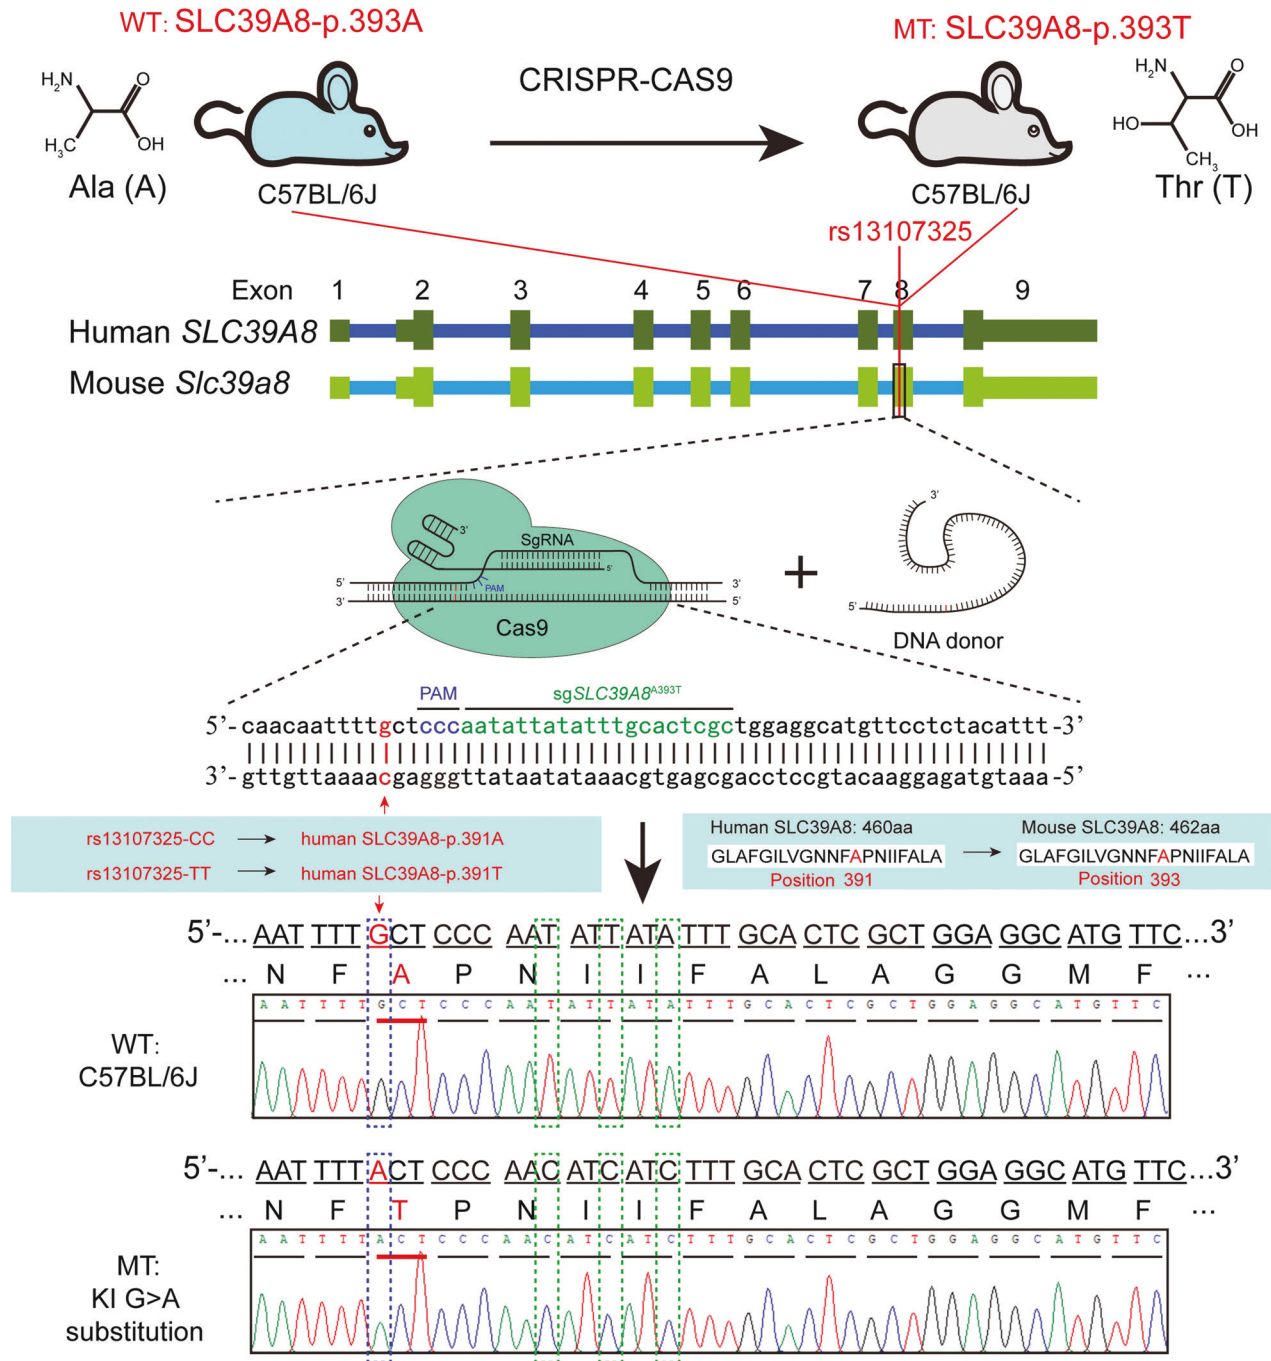 WT: SLC39A8-p.393A
MT: SLC39A8-p.393T
H₂N
O
OH
H₃C
Ala (A)
C57BL/6J
CRISPR-CAS9
C57BL/6J
H₂N
O
HO
OH
CH₃
Thr (T)
rs13107325
Exon 1 2 3 4 5 6 7 8 9
Human SLC39A8
Mouse Slc39a8
3'
SgRNA
5'
5'
PAM
3'
3'
5'
Cas9
+
3'
5'
DNA donor
PAM
sgSLC39A8^A393T
5'- caacaattttgctcccaatattatatttgcactcgctggaggcatgttcctctacattt -3'
3'- gttgttaaaacgagggttataatataaacgtgagcgacctccgtacaaggagatgtaaa -5'
rs13107325-CC → human SLC39A8-p.391A
rs13107325-TT → human SLC39A8-p.391T
Human SLC39A8: 460aa
Mouse SLC39A8: 462aa
GLAFGILVGNNFAPNIIFALA → GLAFGILVGNNFAPNIIFALA
Position 391
Position 393
5'-... AAT TTT GCT CCC AAT ATT ATA TTT GCA CTC GCT GGA GGC ATG TTC...3'
... N F A P N I I F A L A G G M F ...
A A T T T T G C T C C C A A T A T T A T A T T T G C A C T C G C T G G A G G C A T G T T C
WT:
C57BL/6J
5'-... AAT TTT ACT CCC AAC ATC ATC TTT GCA CTC GCT GGA GGC ATG TTC...3'
... N F T P N I I F A L A G G M F ...
A A T T T T A C T C C C A A C A T C A T C T T T G C A C T C G C T G G A G G C A T G T T C
MT:
KI G>A
substitution